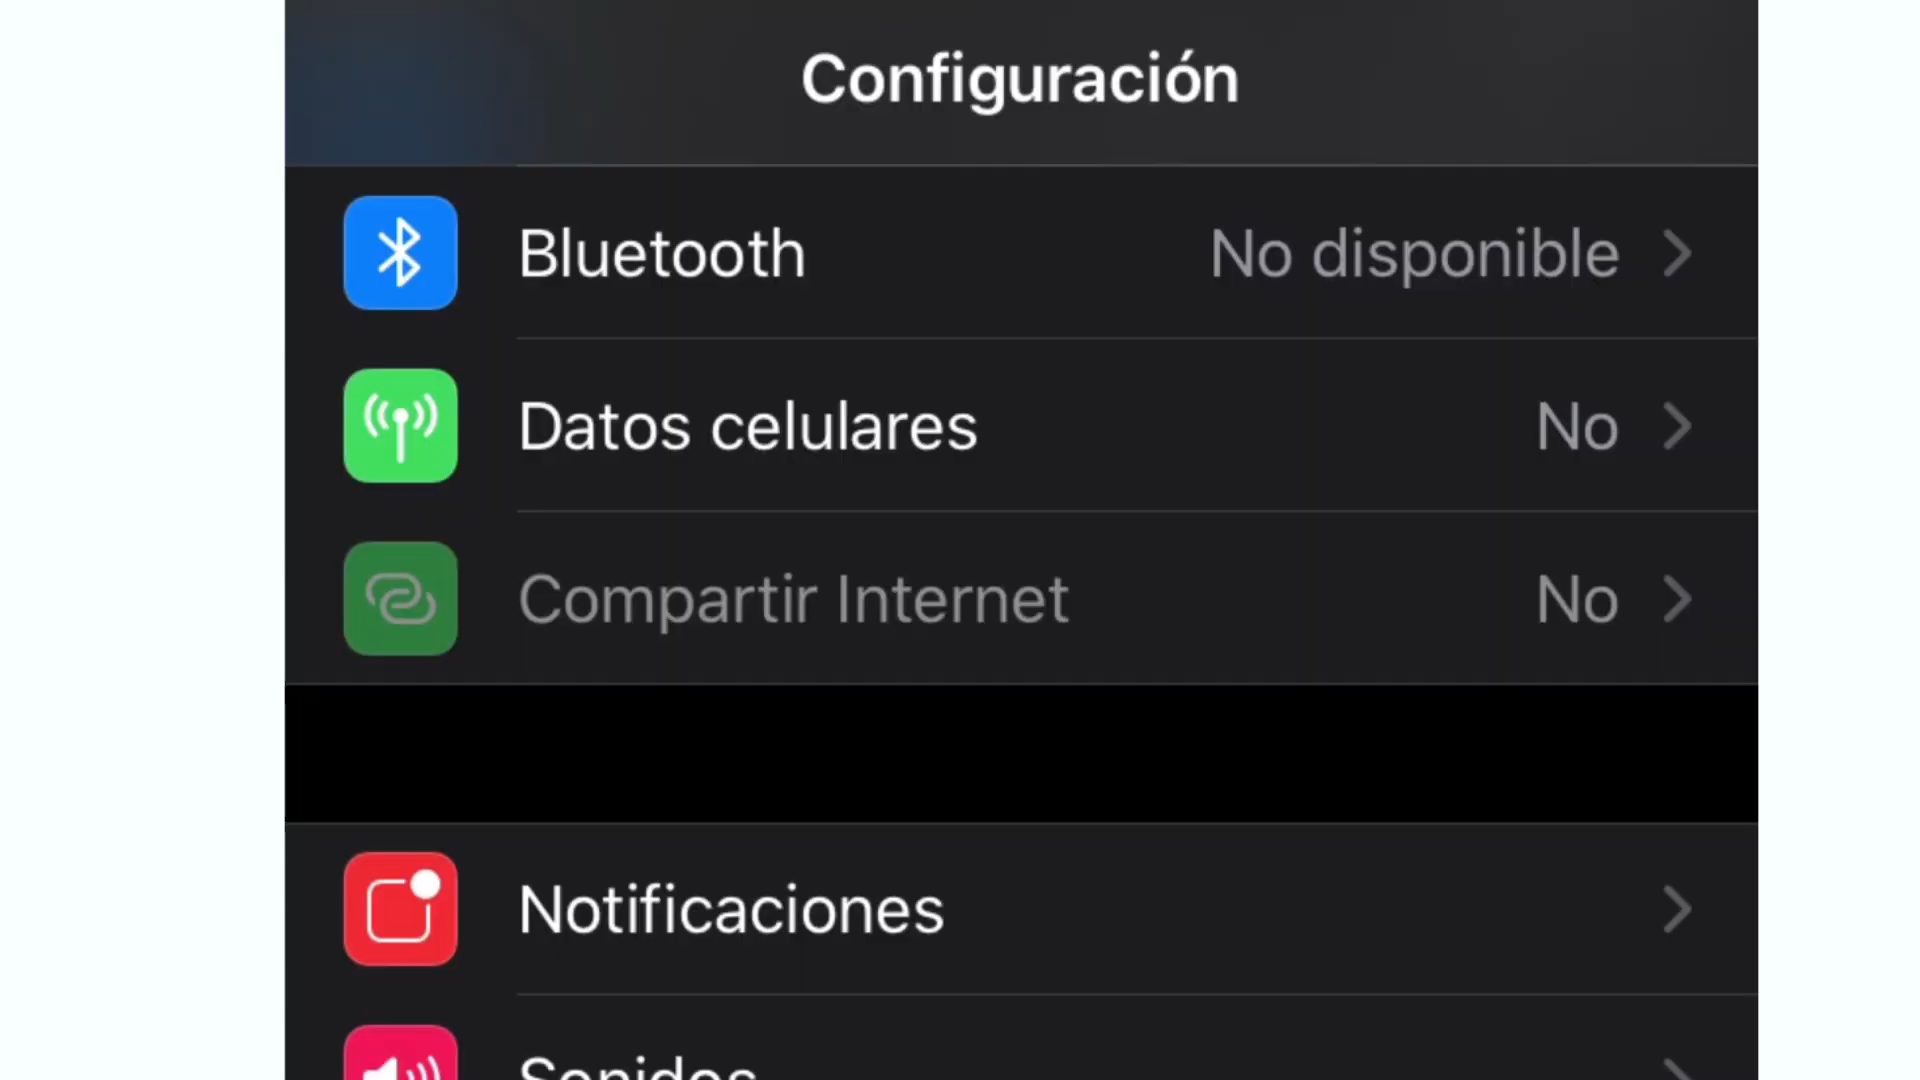 Configuración
Bluetooth No disponible
Datos celulares No
Compartir Internet No
Notificaciones
Sonidos